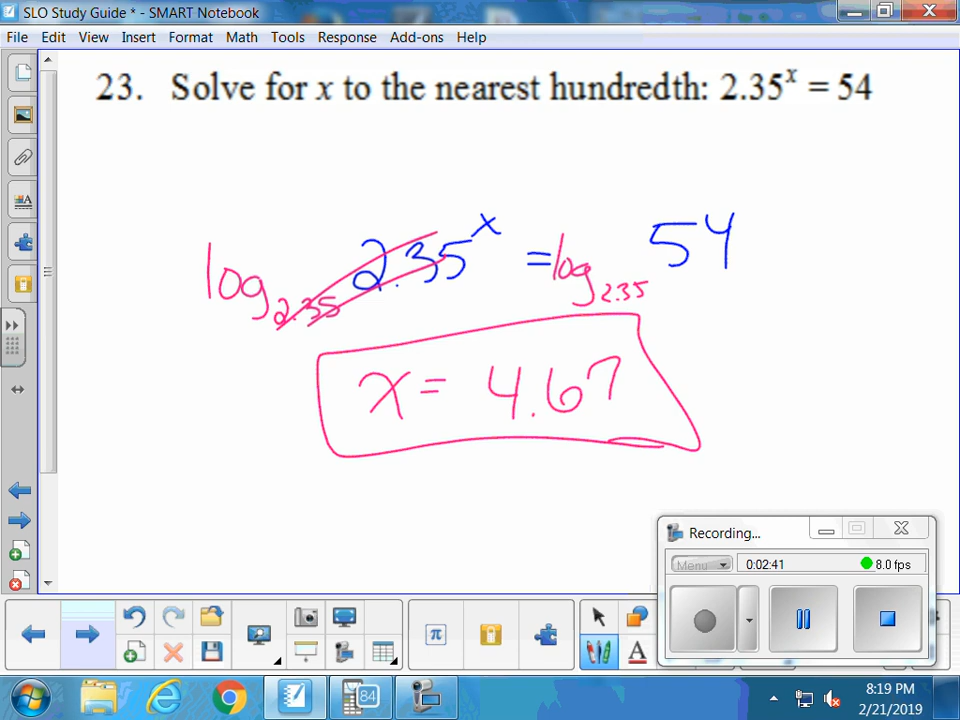 SLO Study Guide * - SMART Notebook
File Edit View Insert Format Math Tools Response Add-ons Help
23. Solve for x to the nearest hundredth: 2.35ˣ = 54
log₂.₃₅ 2.35ˣ = log₂.₃₅ 54
x = 4.67
Recording...
Menu 0:02:41 8.0 fps
π A
84
8:19 PM
2/21/2019